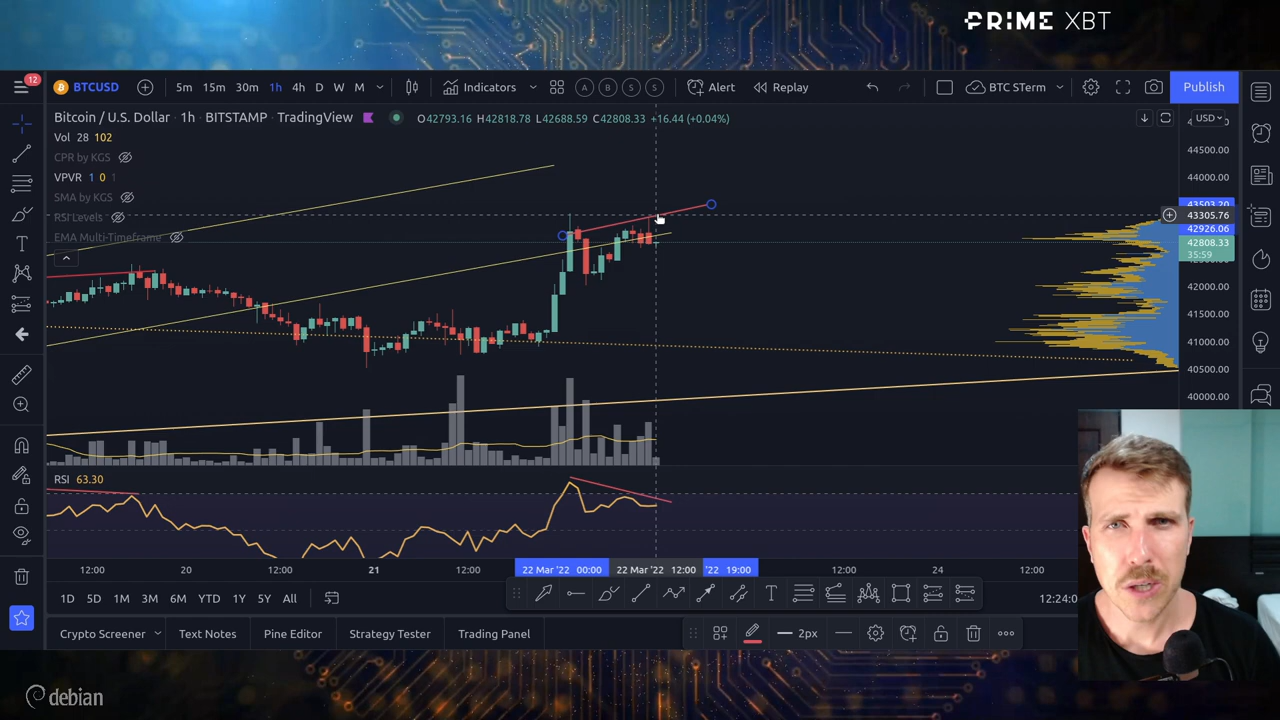 PRIME XBT
12
BTCUSD 5m 15m 30m 1h 4h D W M Indicators A B S S Alert Replay BTC STerm Publish
Bitcoin / U.S. Dollar · 1h · BITSTAMP · TradingView O42793.16 H42818.78 L42688.59 C42808.33 +16.44 (+0.04%) USD
Vol 28 102
CPR by KGS
VPVR 1 0 1
SMA by KGS
RSI Levels
EMA Multi-Timeframe
44500.00
44000.00
43503.20
43305.76
42926.06
42808.33
35:59
42000.00
41500.00
41000.00
40500.00
40000.00
RSI 63.30
12:00 20 12:00 21 12:00 22 Mar '22 00:00 22 Mar '22 12:00 '22 19:00 12:00 24 12:00
1D 5D 1M 3M 6M YTD 1Y 5Y All T 12:24:0
Crypto Screener Text Notes Pine Editor Strategy Tester Trading Panel 2px
debian